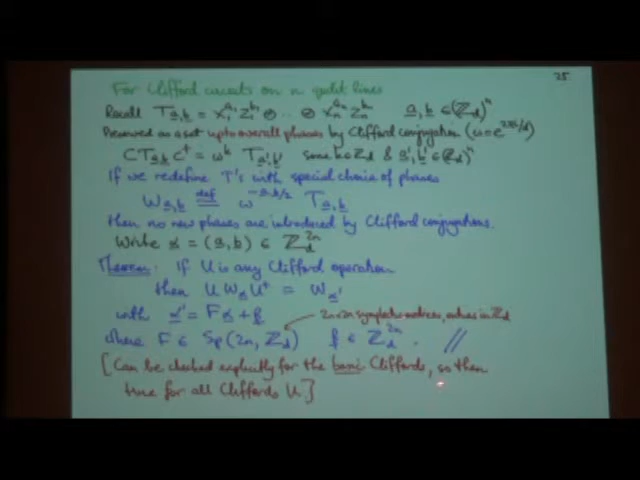 25
For Clifford circuits on n qudit lines
Recall T_{a,b} = X_1^{a_1} Z_1^{b_1} ⊗ .. ⊗ X_n^{a_n} Z_n^{b_n} a, b ∈ (Z_d)^n
Preserved as a set up to overall phases by Clifford conjugation (ω = e^{2πi/d})
C T_{a,b} C† = ω^k T_{a',b'} some k ∈ Z_d & a', b' ∈ (Z_d)^n
If we redefine T's with special choice of phases
W_{a,b} def= ω^{-a.b/2} T_{a,b}
then no new phases are introduced by Clifford conjugations.
Write α = (a, b) ∈ Z_d^{2n}
Theorem: If U is any Clifford operation
then U W_α U† = W_α'
with α' = F α + f
2n×2n symplectic matrices, entries in Z_d
where F ∈ Sp(2n, Z_d) f ∈ Z_d^{2n} . //
[Can be checked explicitly for the basic Cliffords, so then
true for all Cliffords U]